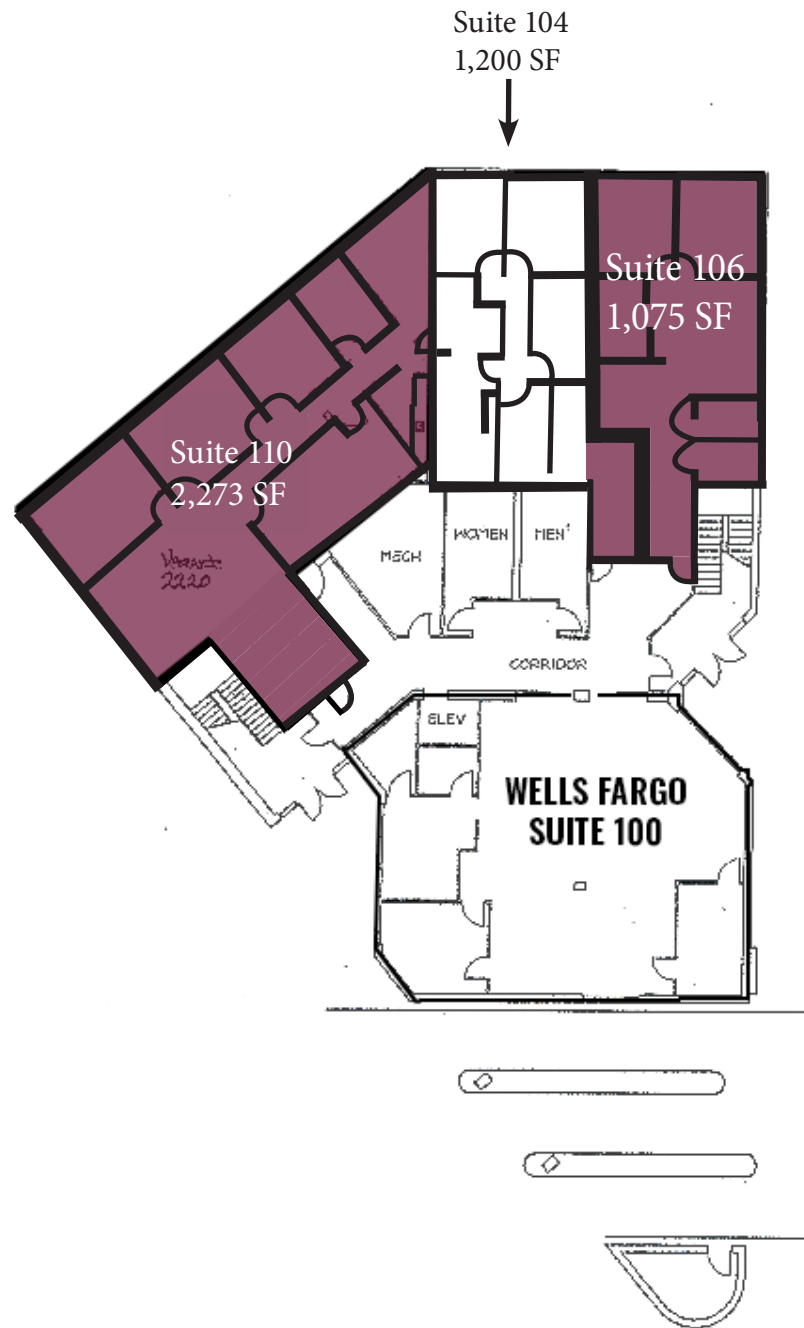 Suite 104
1,200 SF
Suite 106
1,075 SF
Suite 110
2,273 SF
2220
MECH
WOMEN
MEN
CORRIDOR
ELEV
WELLS FARGO
SUITE 100